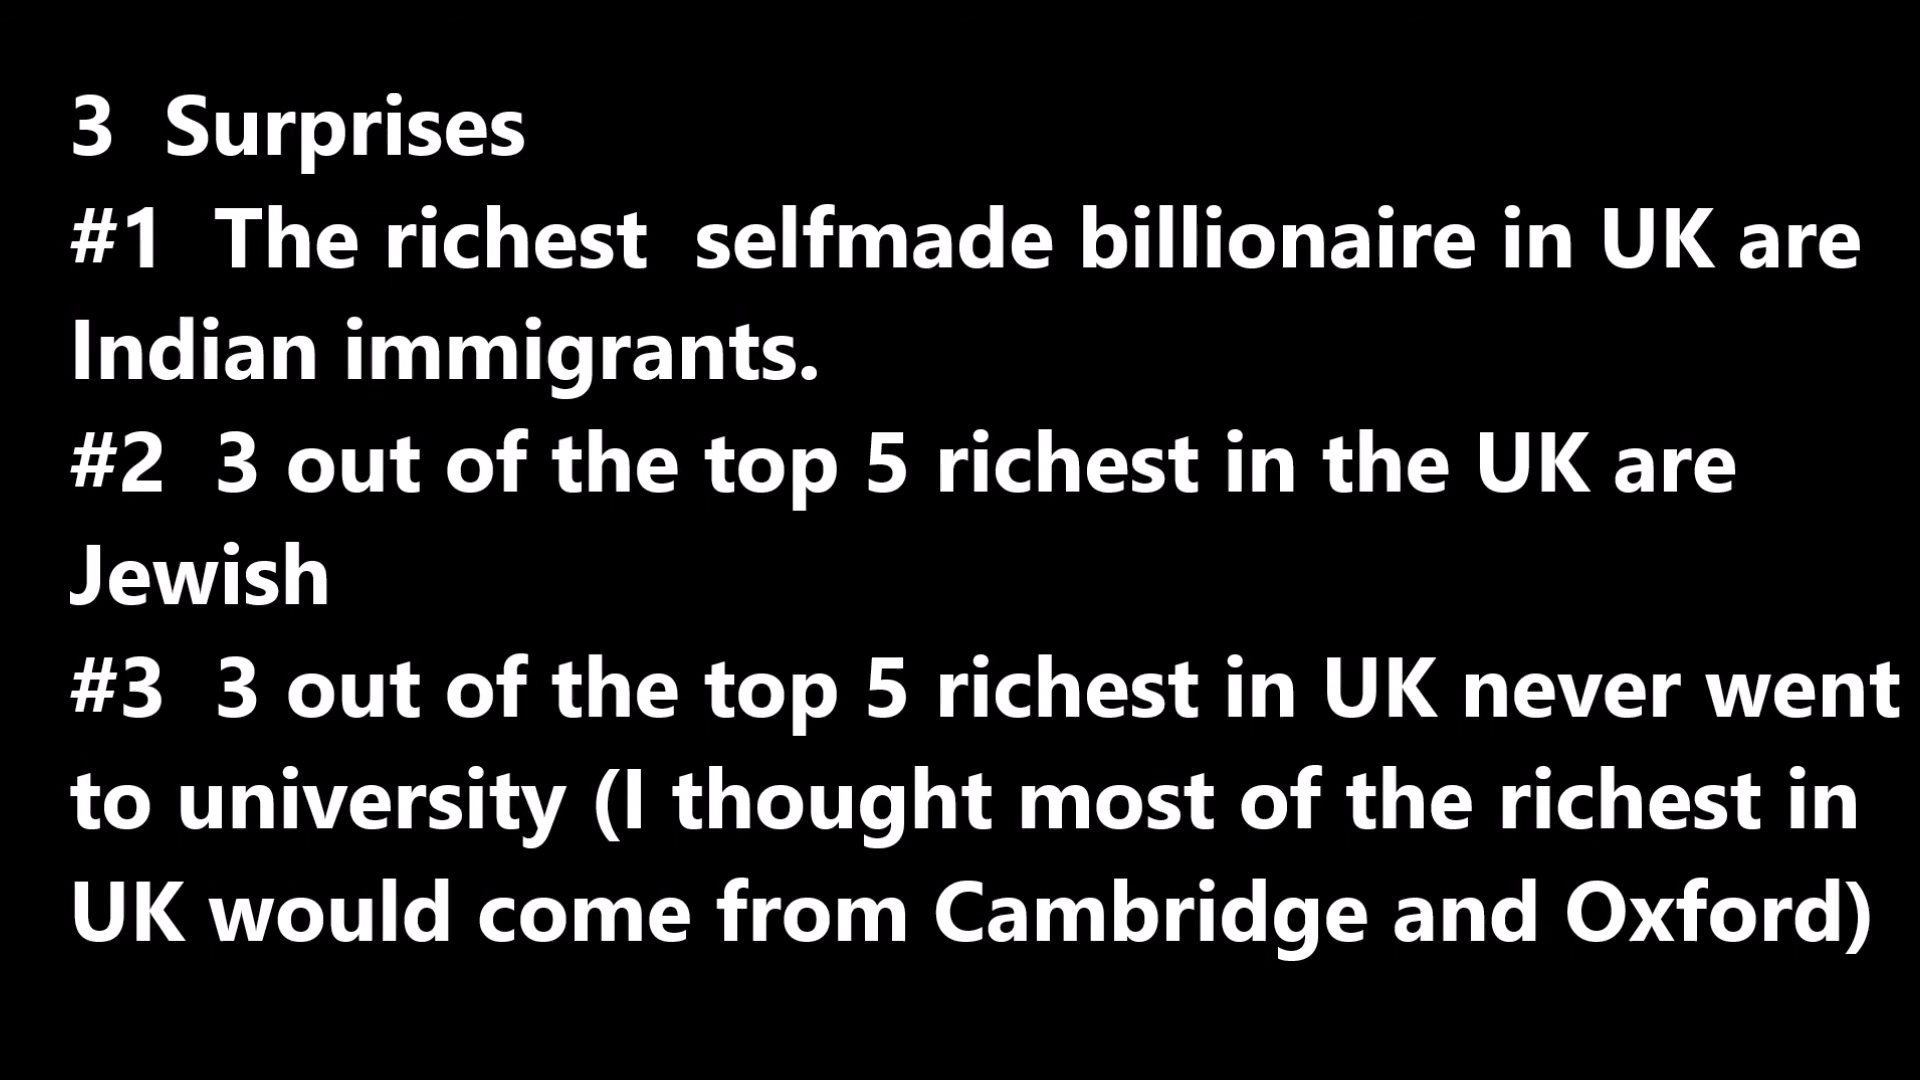 3  Surprises
#1  The richest  selfmade billionaire in UK are
Indian immigrants.
#2  3 out of the top 5 richest in the UK are
Jewish
#3  3 out of the top 5 richest in UK never went
to university (I thought most of the richest in
UK would come from Cambridge and Oxford)